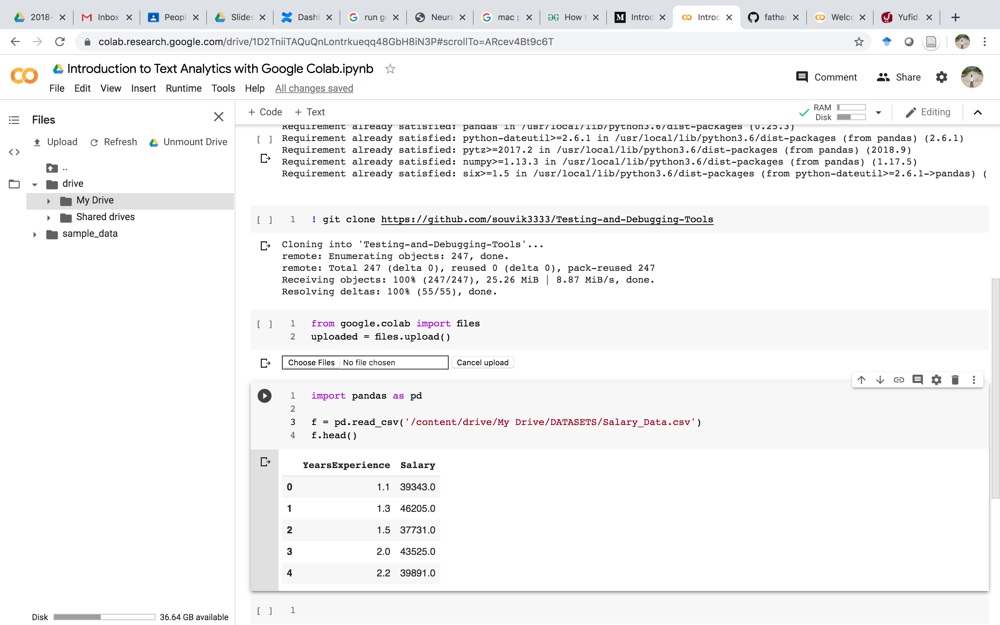 2018- Inbox Peopl Slides Dashb run go Neura mac p How t Introd Introd fathar Welco Yufid.
colab.research.google.com/drive/1D2TniiTAQuQnLontrkueqq48GbH8iN3P#scrollTo=ARcev4Bt9c6T
Introduction to Text Analytics with Google Colab.ipynb
Comment Share
File Edit View Insert Runtime Tools Help All changes saved
Files
+ Code + Text
RAM
Disk
Editing
Upload Refresh Unmount Drive
..
drive
My Drive
Shared drives
sample_data
Disk 36.64 GB available
Requirement already satisfied: pandas in /usr/local/lib/python3.6/dist-packages (0.25.3)
[ ] Requirement already satisfied: python-dateutil>=2.6.1 in /usr/local/lib/python3.6/dist-packages (from pandas) (2.6.1)
Requirement already satisfied: pytz>=2017.2 in /usr/local/lib/python3.6/dist-packages (from pandas) (2018.9)
Requirement already satisfied: numpy>=1.13.3 in /usr/local/lib/python3.6/dist-packages (from pandas) (1.17.5)
Requirement already satisfied: six>=1.5 in /usr/local/lib/python3.6/dist-packages (from python-dateutil>=2.6.1->pandas) (
[ ] 1 ! git clone https://github.com/souvik3333/Testing-and-Debugging-Tools
Cloning into 'Testing-and-Debugging-Tools'...
remote: Enumerating objects: 247, done.
remote: Total 247 (delta 0), reused 0 (delta 0), pack-reused 247
Receiving objects: 100% (247/247), 25.26 MiB | 8.87 MiB/s, done.
Resolving deltas: 100% (55/55), done.
[ ] 1 from google.colab import files
2 uploaded = files.upload()
Choose Files No file chosen Cancel upload
1 import pandas as pd
2
3 f = pd.read_csv('/content/drive/My Drive/DATASETS/Salary_Data.csv')
4 f.head()
YearsExperience Salary
0 1.1 39343.0
1 1.3 46205.0
2 1.5 37731.0
3 2.0 43525.0
4 2.2 39891.0
[ ] 1